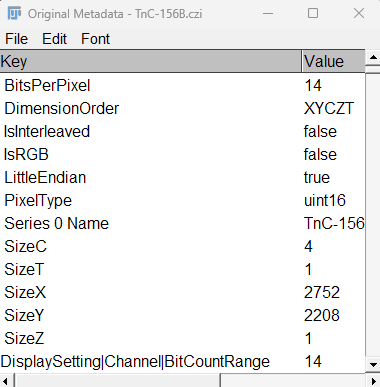 Original Metadata - TnC-156B.czi
File Edit Font
Key Value
BitsPerPixel 14
DimensionOrder XYCZT
IsInterleaved false
IsRGB false
LittleEndian true
PixelType uint16
Series 0 Name TnC-156
SizeC 4
SizeT 1
SizeX 2752
SizeY 2208
SizeZ 1
DisplaySetting|Channel|BitCountRange 14